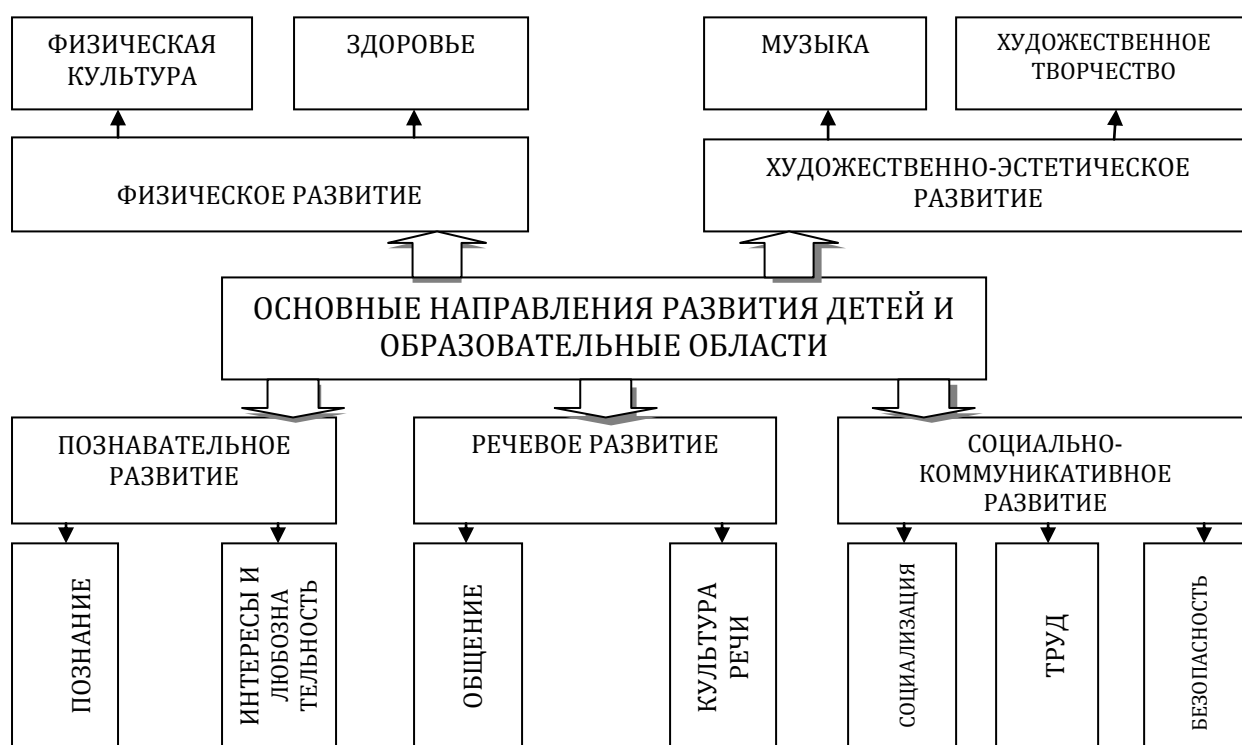 ФИЗИЧЕСКАЯ
КУЛЬТУРА
ЗДОРОВЬЕ
МУЗЫКА
ХУДОЖЕСТВЕННОЕ
ТВОРЧЕСТВО
ФИЗИЧЕСКОЕ РАЗВИТИЕ
ХУДОЖЕСТВЕННО-ЭСТЕТИЧЕСКОЕ
РАЗВИТИЕ
ОСНОВНЫЕ НАПРАВЛЕНИЯ РАЗВИТИЯ ДЕТЕЙ И
ОБРАЗОВАТЕЛЬНЫЕ ОБЛАСТИ
ПОЗНАВАТЕЛЬНОЕ
РАЗВИТИЕ
РЕЧЕВОЕ РАЗВИТИЕ
СОЦИАЛЬНО-
КОММУНИКАТИВНОЕ
РАЗВИТИЕ
ПОЗНАНИЕ
ИНТЕРЕСЫ И
ЛЮБОЗНА
ТЕЛЬНОСТЬ
ОБЩЕНИЕ
КУЛЬТУРА
РЕЧИ
СОЦИАЛИЗАЦИЯ
ТРУД
БЕЗОПАСНОСТЬ